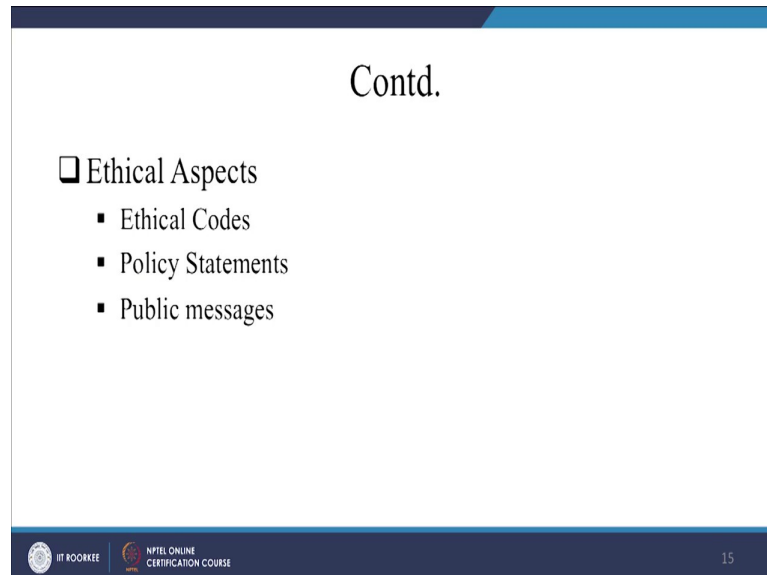 Contd.
Ethical Aspects
Ethical Codes
Policy Statements
Public messages
IIT ROORKEE
NPTEL ONLINE
CERTIFICATION COURSE
15